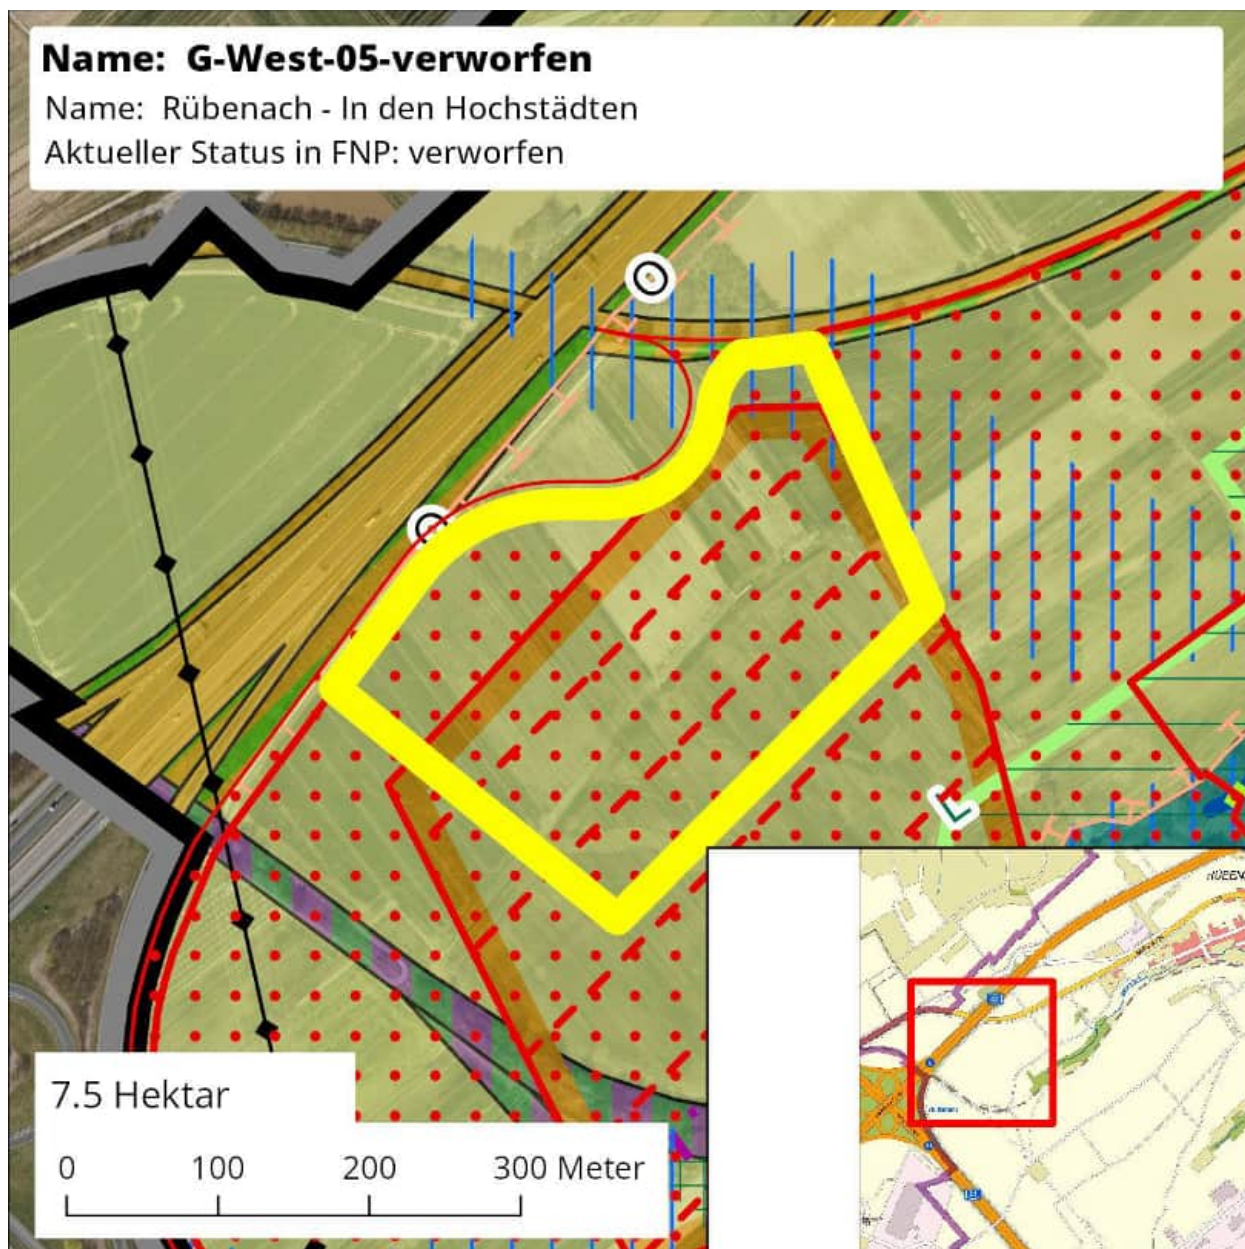 Name: G-West-05-verworfen
Name: Rübenach - In den Hochstädten
Aktueller Status in FNP: verworfen
7.5 Hektar
0 100 200 300 Meter